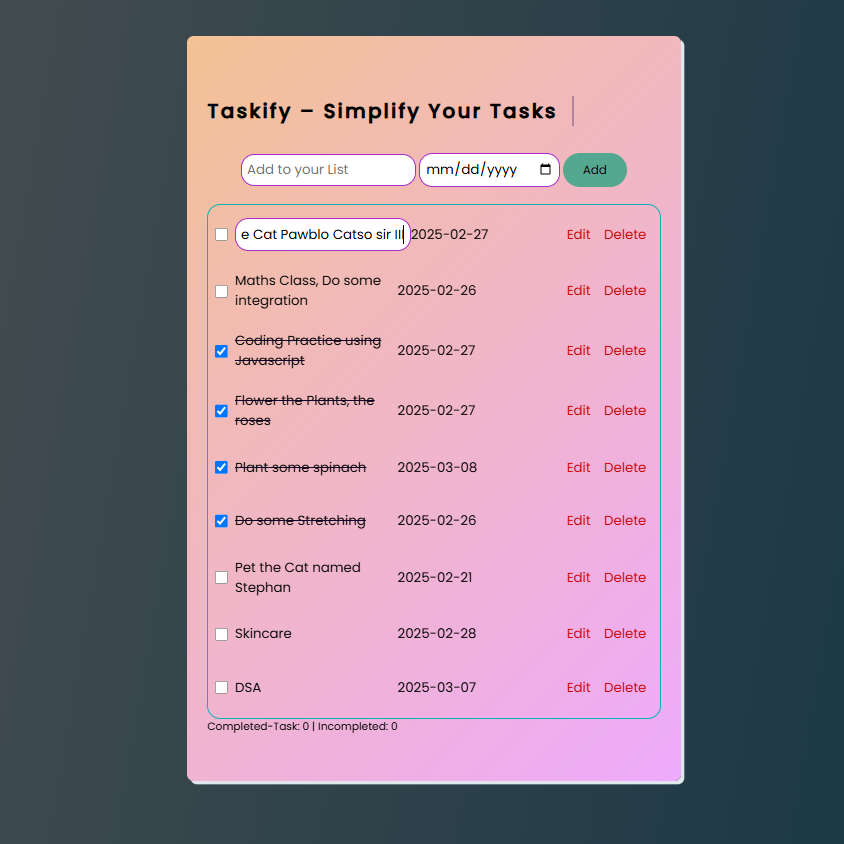 Taskify – Simplify Your Tasks
Add to your List mm/dd/yyyy Add
e Cat Pawblo Catso sir III 2025-02-27 Edit Delete
Maths Class, Do some
integration 2025-02-26 Edit Delete
Coding Practice using
Javascript 2025-02-27 Edit Delete
Flower the Plants, the
roses 2025-02-27 Edit Delete
Plant some spinach 2025-03-08 Edit Delete
Do some Stretching 2025-02-26 Edit Delete
Pet the Cat named
Stephan 2025-02-21 Edit Delete
Skincare 2025-02-28 Edit Delete
DSA 2025-03-07 Edit Delete
Completed-Task: 0 | Incompleted: 0